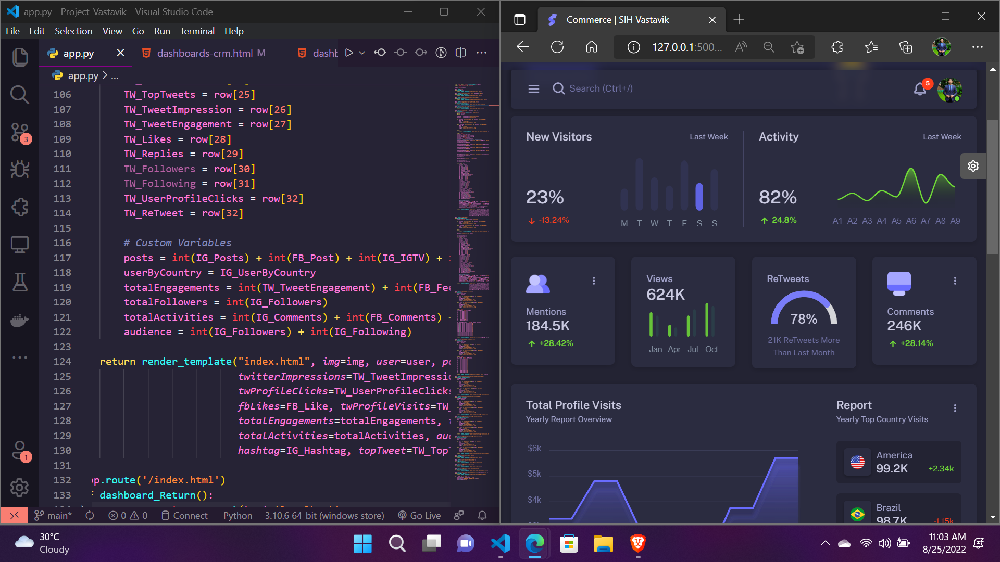 app.py - Project-Vastavik - Visual Studio Code
File Edit Selection View Go Run Terminal Help
app.py
dashboards-crm.html M
dashb
app.py > ...
106 TW_TopTweets = row[25]
107 TW_TweetImpression = row[26]
108 TW_TweetEngagement = row[27]
109 TW_Likes = row[28]
110 TW_Replies = row[29]
111 TW_Followers = row[30]
112 TW_Following = row[31]
113 TW_UserProfileClicks = row[32]
114 TW_ReTweet = row[32]
115
116 # Custom Variables
117 posts = int(IG_Posts) + int(FB_Post) + int(IG_IGTV) +
118 userByCountry = IG_UserByCountry
119 totalEngagements = int(TW_TweetEngagement) + int(FB_Fee
120 totalFollowers = int(IG_Followers)
121 totalActivities = int(IG_Comments) + int(FB_Comments) +
122 audience = int(IG_Followers) + int(IG_Following)
123
124 return render_template("index.html", img=img, user=user, po
125 twitterImpressions=TW_TweetImpressio
126 twProfileClicks=TW_UserProfileClicks
127 fbLikes=FB_Like, twProfileVisits=TW_
128 totalEngagements=totalEngagements, t
129 totalActivities=totalActivities, aud
130 hashtag=IG_Hashtag, topTweet=TW_TopT
131
132 pp.route('/index.html')
133 f dashboard_Return():
3
1
main* 0 0 Connect Python 3.10.6 64-bit (windows store) Go Live
Commerce | SIH Vastavik
127.0.0.1:500...
Search (Ctrl+/)
5
New Visitors Last Week
23%
-13.24%
M T W T F S S
Activity Last Week
82%
24.8%
A1 A2 A3 A4 A5 A6 A7 A8 A9
Mentions
184.5K
+28.42%
Views
624K
Jan Apr Jul Oct
ReTweets
78%
21K ReTweets More
Than Last Month
Comments
246K
+28.14%
Total Profile Visits
Yearly Report Overview
$6k
$5k
$4k
Report
Yearly Top Country Visits
America
99.2K +2.34k
Brazil
98.7K -1.15k
30°C
Cloudy
11:03 AM
8/25/2022